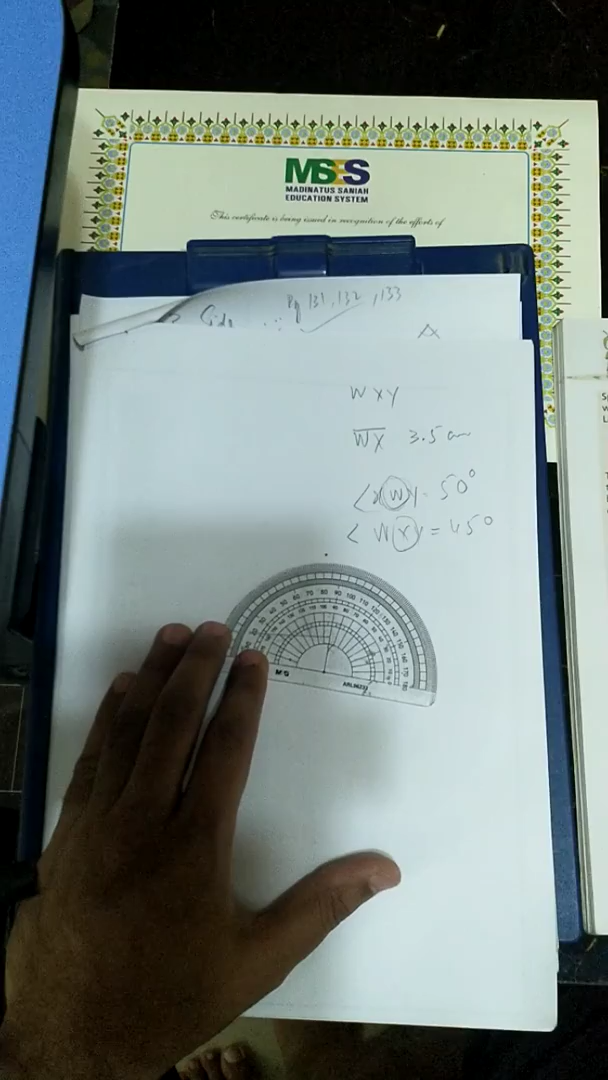 MSES
MADINATUS SANIAH
EDUCATION SYSTEM
This certificate is being issued in recognition of the efforts of
Pg 131, 132, 133
Side
A
W X Y
WX 3.5 cm
∠XWY = 50°
∠ WXY = 45°